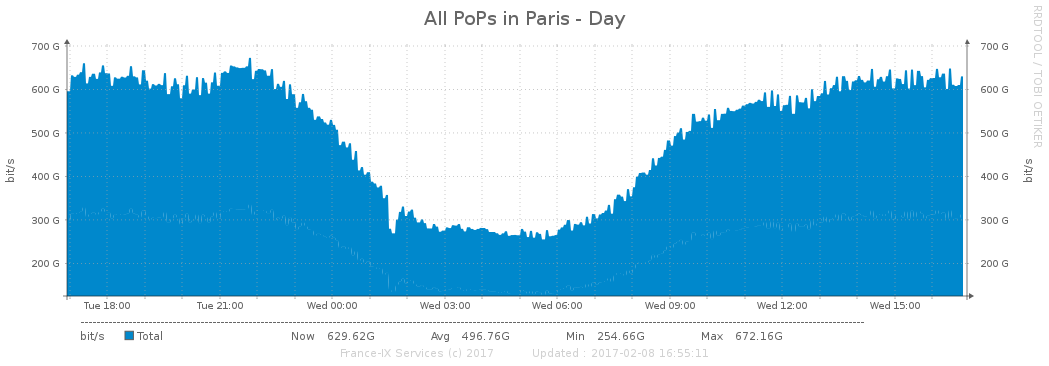 All PoPs in Paris - Day
RRDTOOL / TOBI OETIKER
700 G 700 G
600 G 600 G
500 G 500 G
400 G 400 G
300 G 300 G
200 G 200 G
bit/s bit/s
Tue 18:00 Tue 21:00 Wed 00:00 Wed 03:00 Wed 06:00 Wed 09:00 Wed 12:00 Wed 15:00
bit/s Total Now 629.62G Avg 496.76G Min 254.66G Max 672.16G
France-IX Services (c) 2017 Updated : 2017-02-08 16:55:11